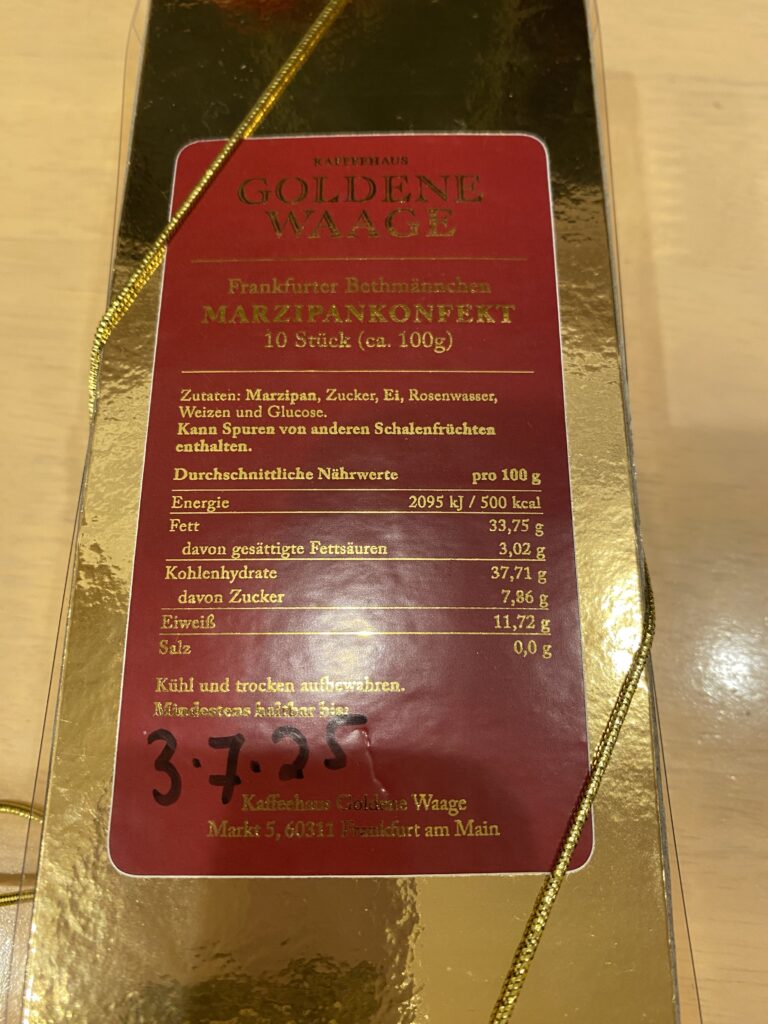 KAFFEEHAUS
GOLDENE
WAAGE
Frankfurter Bethmännchen
MARZIPANKONFEKT
10 Stück (ca. 100g)
Zutaten: Marzipan, Zucker, Ei, Rosenwasser,
Weizen und Glucose.
Kann Spuren von anderen Schalenfrüchten
enthalten.
Durchschnittliche Nährwerte pro 100 g
Energie 2095 kJ / 500 kcal
Fett 33,75 g
davon gesättigte Fettsäuren 3,02 g
Kohlenhydrate 37,71 g
davon Zucker 7,86 g
Eiweiß 11,72 g
Salz 0,0 g
Kühl und trocken aufbewahren.
Mindestens haltbar bis:
3.7.25
Kaffeehaus Goldene Waage
Markt 5, 60311 Frankfurt am Main